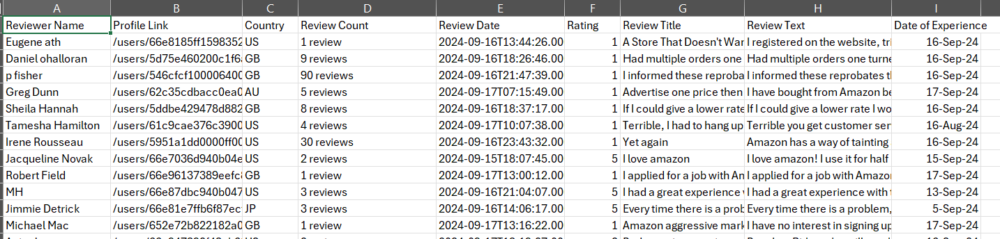 A B C D E F G H I
Reviewer Name Profile Link Country Review Count Review Date Rating Review Title Review Text Date of Experience
Eugene ath /users/66e8185ff1598352 US 1 review 2024-09-16T13:44:26.00 1 A Store That Doesn't War I registered on the website, tri 16-Sep-24
Daniel ohalloran /users/5d75e460200c1f6 GB 9 reviews 2024-09-16T18:26:46.00 1 Had multiple orders one Had multiple orders one turne 16-Sep-24
p fisher /users/546cfcf100006400 GB 90 reviews 2024-09-16T21:47:39.00 1 I informed these reproba I informed these reprobates t 16-Sep-24
Greg Dunn /users/62c35cdbacc0ea0 AU 5 reviews 2024-09-17T07:15:49.00 1 Advertise one price then I have bought from Amazon be 17-Sep-24
Sheila Hannah /users/5ddbe429478d882 GB 8 reviews 2024-09-16T18:37:17.00 1 If I could give a lower rate If I could give a lower rate I wo 16-Sep-24
Tamesha Hamilton /users/61c9cae376c3900 US 4 reviews 2024-09-17T10:07:38.00 1 Terrible, I had to hang up Terrible you get customer ser 16-Aug-24
Irene Rousseau /users/5951a1dd0000ff00 US 30 reviews 2024-09-16T23:43:32.00 1 Yet again Amazon has a way of tainting 16-Sep-24
Jacqueline Novak /users/66e7036d940b04e US 2 reviews 2024-09-15T18:07:45.00 5 I love amazon I love amazon! I use it for half 15-Sep-24
Robert Field /users/66e96137389eefc GB 1 review 2024-09-17T13:00:12.00 1 I applied for a job with An I applied for a job with Amazo 17-Sep-24
MH /users/66e87dbc940b047 US 3 reviews 2024-09-16T21:04:07.00 5 I had a great experience I had a great experience with 13-Sep-24
Jimmie Detrick /users/66e81e7ffb6f87ec JP 3 reviews 2024-09-16T14:06:17.00 5 Every time there is a prob Every time there is a problem, 5-Sep-24
Michael Mac /users/652e72b822182a0 GB 1 review 2024-09-17T13:16:22.00 1 Amazon aggressive mark I have no interest in signing up 17-Sep-24